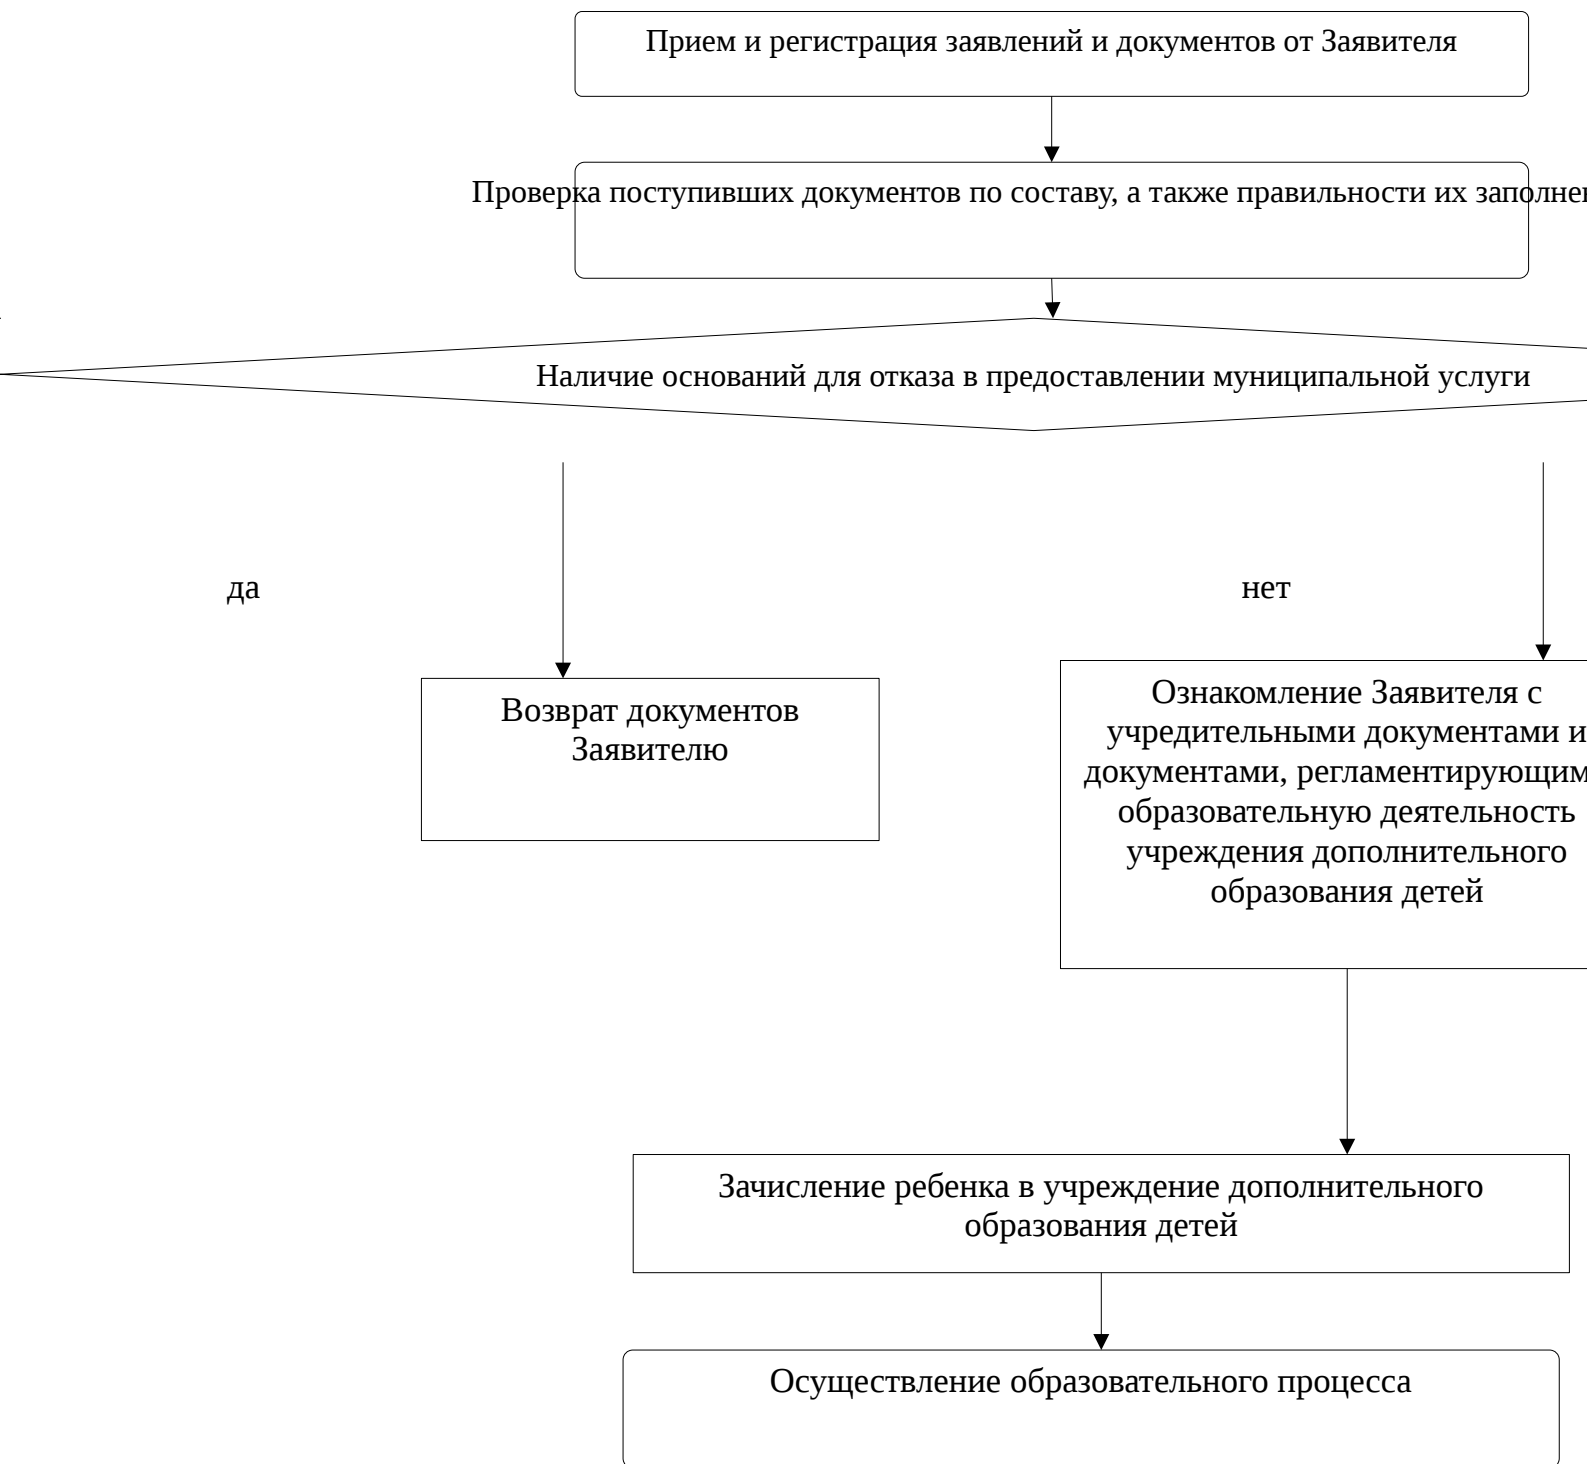 Прием и регистрация заявлений и документов от Заявителя
Проверка поступивших документов по составу, а также правильности их
Наличие оснований для отказа в предоставлении муниципальной услуги
да
нет
Возврат документов
Заявителю
Ознакомление Заявителя с
учредительными документами и
документами,
образовательную деятельность
учреждения дополнительного
образования детей
Зачисление ребенка в учреждение дополнительного
образования детей
Осуществление образовательного процесса